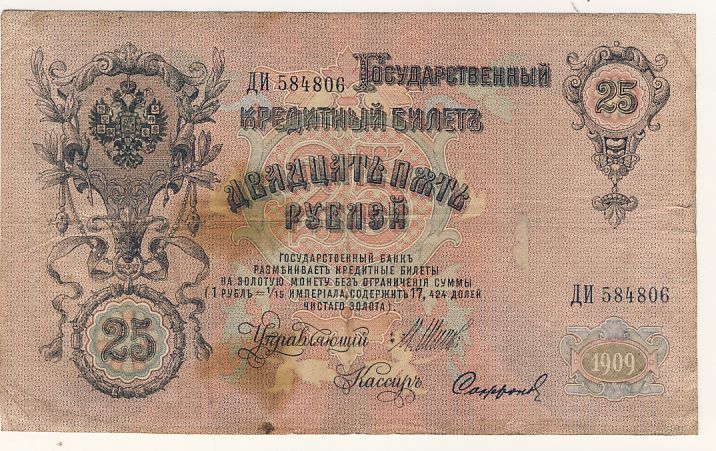 ДИ 584806 Государственный
25
Кредитный Билетъ
Двадцать пять
рублей
Государственный Банкъ
размѣниваетъ кредитные билеты
на золотую монету безъ ограниченія суммы
(1 рубль = 1/15 имперіала, содержитъ 17, 424 долей
чистаго золота).
ДИ 584806
25
Управляющій
Кассиръ
1909